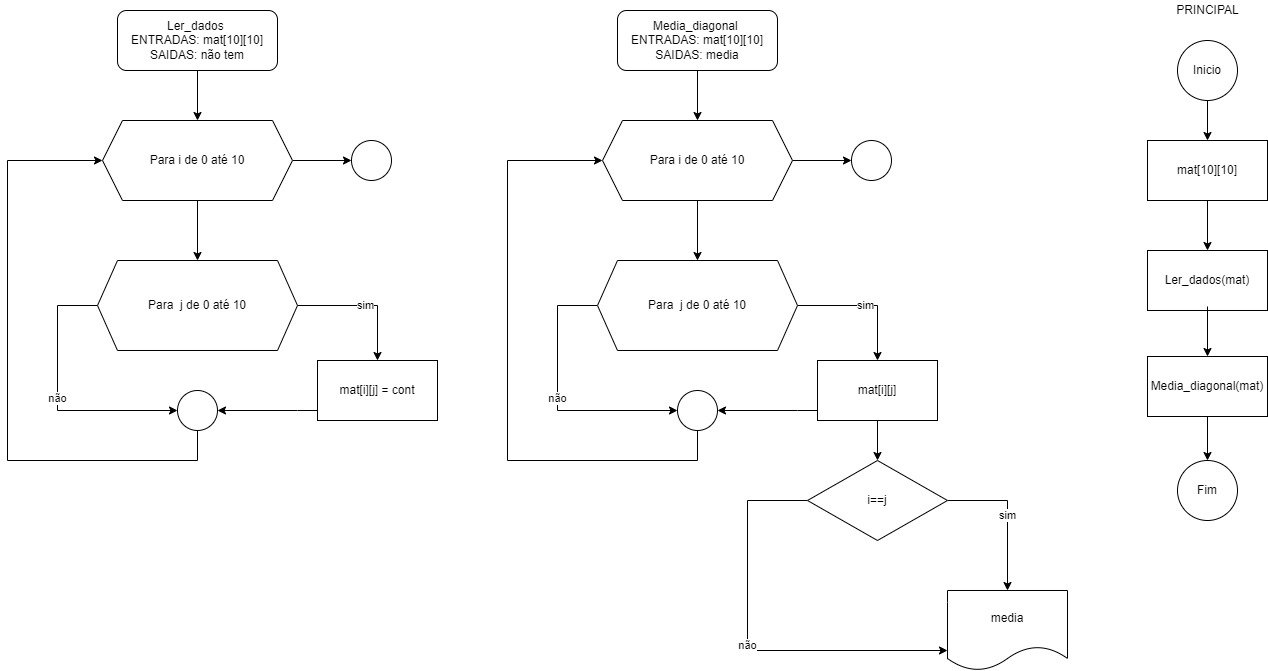 Ler_dados
ENTRADAS: mat[10][10]
SAIDAS: não tem
Para i de 0 até 10
Para  j de 0 até 10
sim
mat[i][j] = cont
não
Media_diagonal
ENTRADAS: mat[10][10]
SAIDAS: media
Para i de 0 até 10
Para  j de 0 até 10
sim
mat[i][j]
não
i==j
sim
media
não
PRINCIPAL
Inicio
mat[10][10]
Ler_dados(mat)
Media_diagonal(mat)
Fim